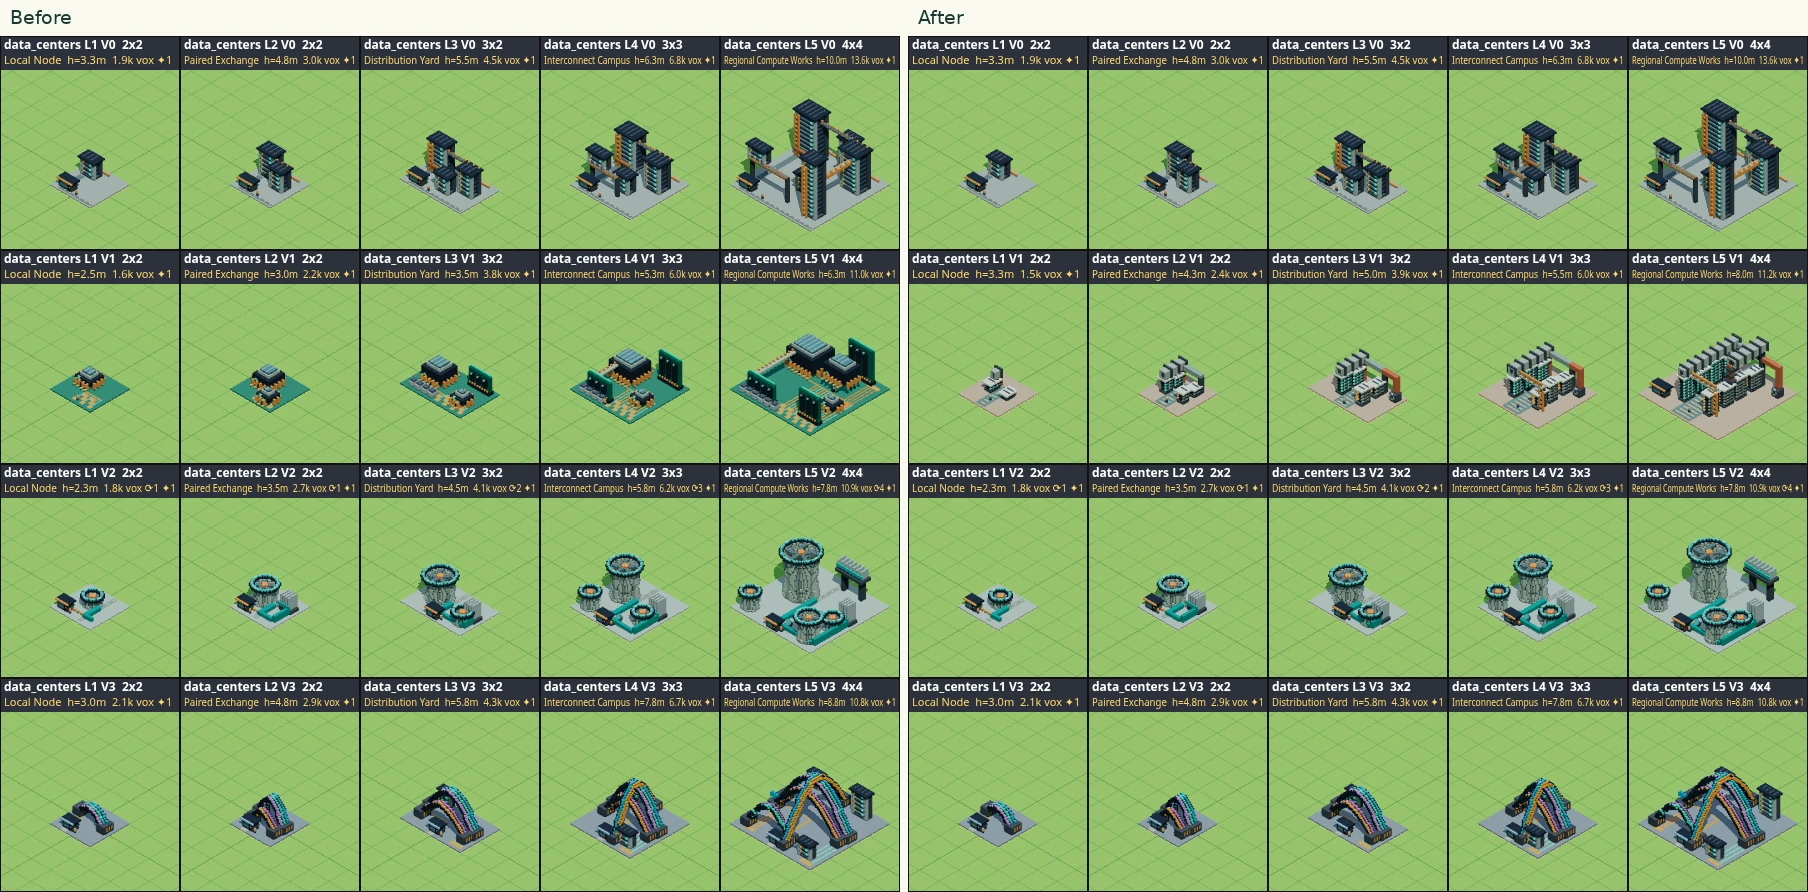 Before
After
data_centers L1 V0 2x2
Local Node h=3.3m 1.9k vox ✦1
data_centers L2 V0 2x2
Paired Exchange h=4.8m 3.0k vox ✦1
data_centers L3 V0 3x2
Distribution Yard h=5.5m 4.5k vox ✦1
data_centers L4 V0 3x3
Interconnect Campus h=6.3m 6.8k vox ✦1
data_centers L5 V0 4x4
Regional Compute Works h=10.0m 13.6k vox ✦1
data_centers L1 V0 2x2
Local Node h=3.3m 1.9k vox ✦1
data_centers L2 V0 2x2
Paired Exchange h=4.8m 3.0k vox ✦1
data_centers L3 V0 3x2
Distribution Yard h=5.5m 4.5k vox ✦1
data_centers L4 V0 3x3
Interconnect Campus h=6.3m 6.8k vox ✦1
data_centers L5 V0 4x4
Regional Compute Works h=10.0m 13.6k vox ✦1
data_centers L1 V1 2x2
Local Node h=2.5m 1.6k vox ✦1
data_centers L2 V1 2x2
Paired Exchange h=3.0m 2.2k vox ✦1
data_centers L3 V1 3x2
Distribution Yard h=3.5m 3.8k vox ✦1
data_centers L4 V1 3x3
Interconnect Campus h=5.3m 6.0k vox ✦1
data_centers L5 V1 4x4
Regional Compute Works h=6.3m 11.0k vox ✦1
data_centers L1 V1 2x2
Local Node h=3.3m 1.5k vox ✦1
data_centers L2 V1 2x2
Paired Exchange h=4.3m 2.4k vox ✦1
data_centers L3 V1 3x2
Distribution Yard h=5.0m 3.9k vox ✦1
data_centers L4 V1 3x3
Interconnect Campus h=5.5m 6.0k vox ✦1
data_centers L5 V1 4x4
Regional Compute Works h=8.0m 11.2k vox ✦1
data_centers L1 V2 2x2
Local Node h=2.3m 1.8k vox ⟳1 ✦1
data_centers L2 V2 2x2
Paired Exchange h=3.5m 2.7k vox ⟳1 ✦1
data_centers L3 V2 3x2
Distribution Yard h=4.5m 4.1k vox ⟳2 ✦1
data_centers L4 V2 3x3
Interconnect Campus h=5.8m 6.2k vox ⟳3 ✦1
data_centers L5 V2 4x4
Regional Compute Works h=7.8m 10.9k vox ⟳4 ✦1
data_centers L1 V2 2x2
Local Node h=2.3m 1.8k vox ⟳1 ✦1
data_centers L2 V2 2x2
Paired Exchange h=3.5m 2.7k vox ⟳1 ✦1
data_centers L3 V2 3x2
Distribution Yard h=4.5m 4.1k vox ⟳2 ✦1
data_centers L4 V2 3x3
Interconnect Campus h=5.8m 6.2k vox ⟳3 ✦1
data_centers L5 V2 4x4
Regional Compute Works h=7.8m 10.9k vox ⟳4 ✦1
data_centers L1 V3 2x2
Local Node h=3.0m 2.1k vox ✦1
data_centers L2 V3 2x2
Paired Exchange h=4.8m 2.9k vox ✦1
data_centers L3 V3 3x2
Distribution Yard h=5.8m 4.3k vox ✦1
data_centers L4 V3 3x3
Interconnect Campus h=7.8m 6.7k vox ✦1
data_centers L5 V3 4x4
Regional Compute Works h=8.8m 10.8k vox ✦1
data_centers L1 V3 2x2
Local Node h=3.0m 2.1k vox ✦1
data_centers L2 V3 2x2
Paired Exchange h=4.8m 2.9k vox ✦1
data_centers L3 V3 3x2
Distribution Yard h=5.8m 4.3k vox ✦1
data_centers L4 V3 3x3
Interconnect Campus h=7.8m 6.7k vox ✦1
data_centers L5 V3 4x4
Regional Compute Works h=8.8m 10.8k vox ✦1